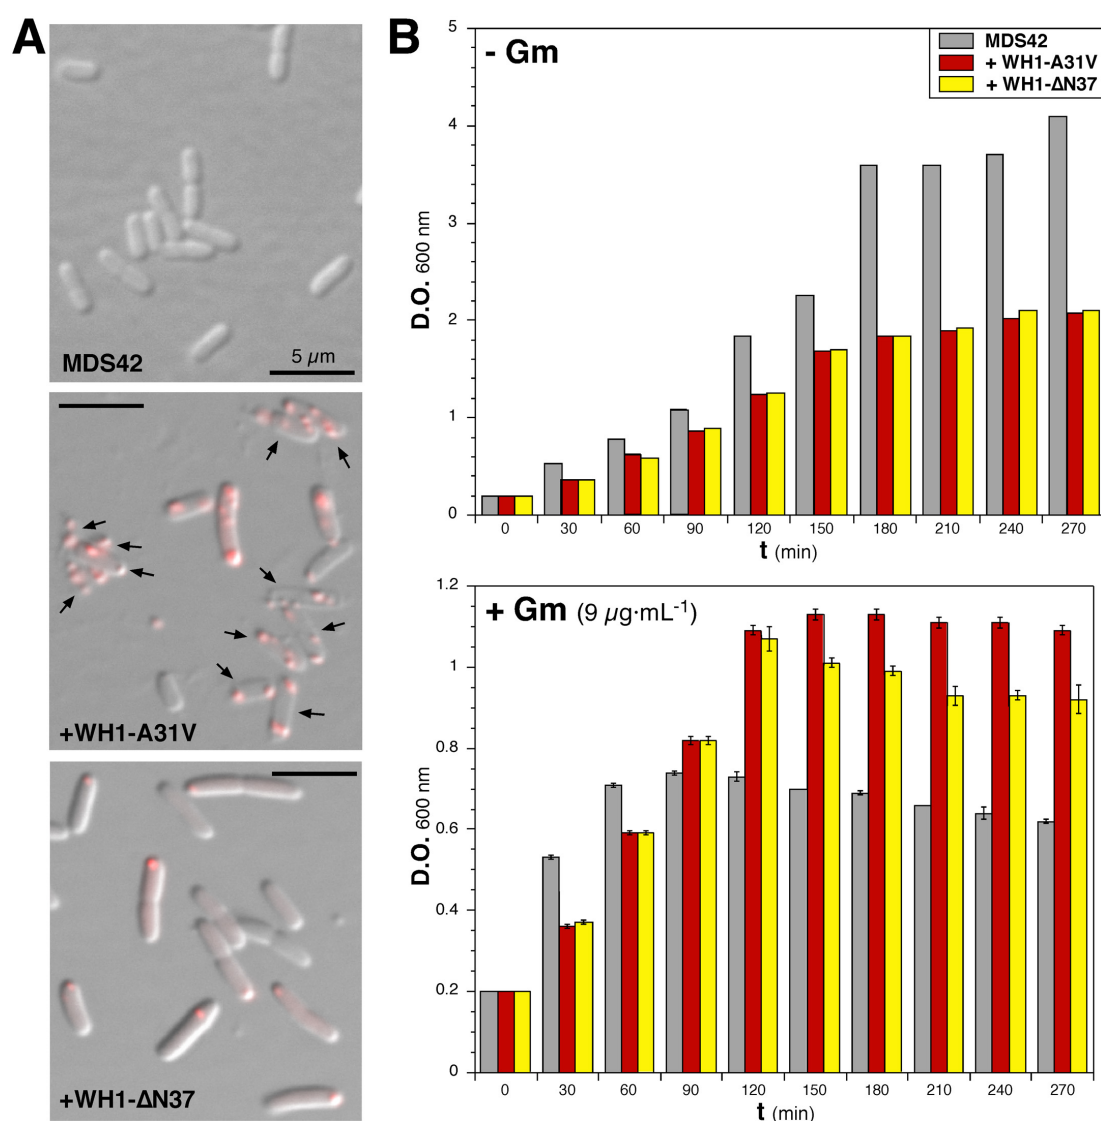 A
MDS42
5 µm
+WH1-A31V
+WH1-ΔN37
B
- Gm
MDS42
+ WH1-A31V
+ WH1-ΔN37
5
4
3
2
1
0
D.O. 600 nm
0 30 60 90 120 150 180 210 240 270
t (min)
+ Gm (9 µg·mL-1)
1.2
1
0.8
0.6
0.4
0.2
0
D.O. 600 nm
0 30 60 90 120 150 180 210 240 270
t (min)